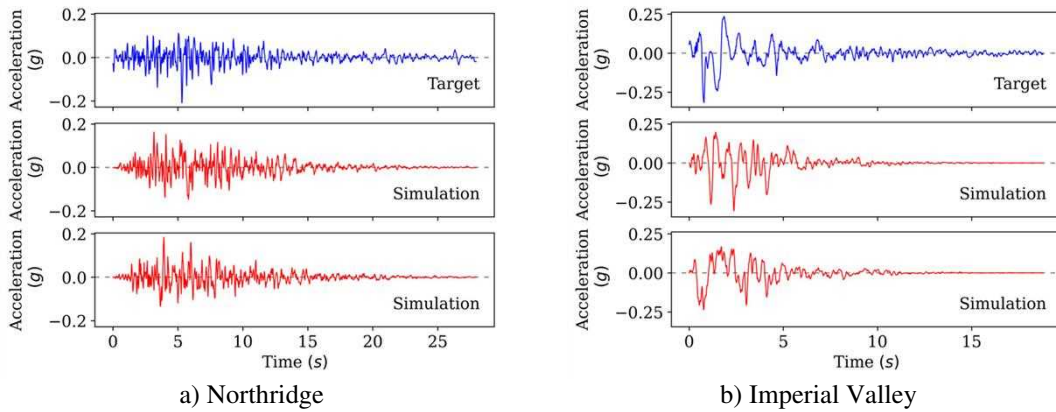 Acceleration
(g)
0.2
0.0
−0.2
Target
Acceleration
(g)
0.2
0.0
−0.2
Simulation
Acceleration
(g)
0.2
0.0
−0.2
Simulation
0 5 10 15 20 25
Time (s)
a) Northridge
Acceleration
(g)
0.25
0.00
−0.25
Target
Acceleration
(g)
0.25
0.00
−0.25
Simulation
Acceleration
(g)
0.25
0.00
−0.25
Simulation
0 5 10 15
Time (s)
b) Imperial Valley